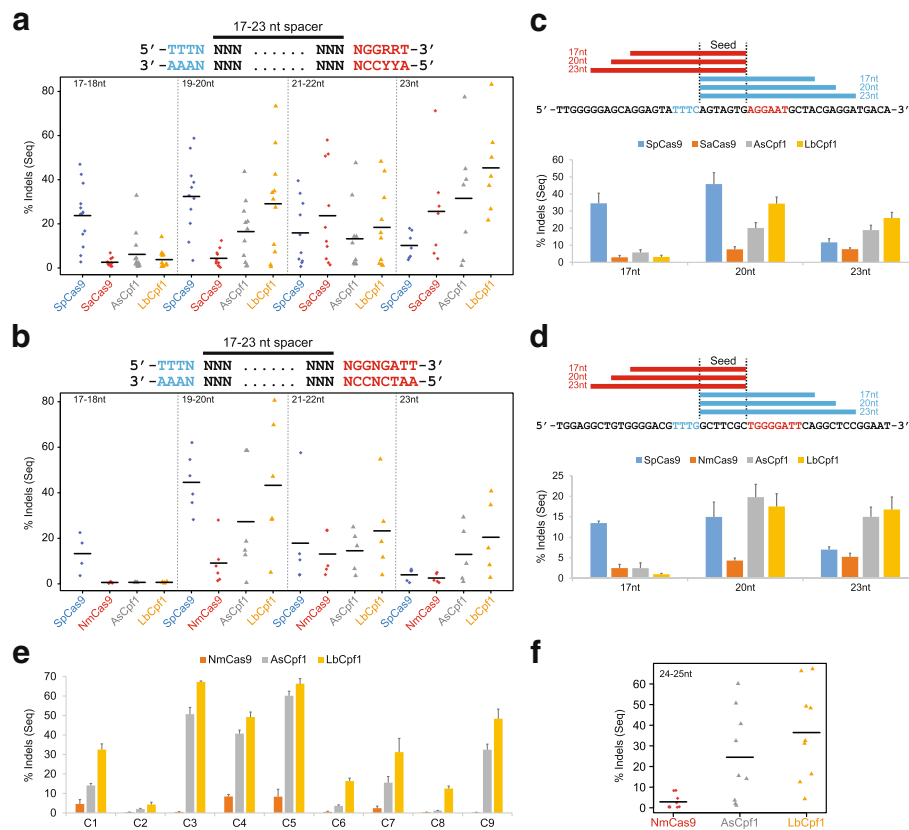 a
17-23 nt spacer
5’-TTTN NNN ...... NNN NGGRRT-3’
3’-AAAN NNN ...... NNN NCCYYA-5’
17-18nt 19-20nt 21-22nt 23nt
% Indels (Seq)
80
60
40
20
0
SpCas9 SaCas9 AsCpf1 LbCpf1 SpCas9 SaCas9 AsCpf1 LbCpf1 SpCas9 SaCas9 AsCpf1 LbCpf1 SpCas9 SaCas9 AsCpf1 LbCpf1
b
17-23 nt spacer
5’-TTTN NNN ...... NNN NGGNGATT-3’
3’-AAAN NNN ...... NNN NCCNCTAA-5’
17-18nt 19-20nt 21-22nt 23nt
% Indels (Seq)
80
60
40
20
0
SpCas9 NmCas9 AsCpf1 LbCpf1 SpCas9 NmCas9 AsCpf1 LbCpf1 SpCas9 NmCas9 AsCpf1 LbCpf1 SpCas9 NmCas9 AsCpf1 LbCpf1
c
Seed
17nt
20nt
23nt
17nt
20nt
23nt
5’-TTGGGGGAGCAGGAGTATTTCAGTAGTGAGGAATGCTACGAGGATGACA-3’
SpCas9 SaCas9 AsCpf1 LbCpf1
% Indels (Seq)
60
50
40
30
20
10
0
17nt 20nt 23nt
d
Seed
17nt
20nt
23nt
17nt
20nt
23nt
5’-TGGAGGCTGTGGGGACGTTTGGCTTCGCTGGGGATTCAGGCTCCGGAAT-3’
SpCas9 NmCas9 AsCpf1 LbCpf1
% Indels (Seq)
25
20
15
10
5
0
17nt 20nt 23nt
e
NmCas9 AsCpf1 LbCpf1
% Indels (Seq)
70
60
50
40
30
20
10
0
C1 C2 C3 C4 C5 C6 C7 C8 C9
f
24-25nt
% Indels (Seq)
60
50
40
30
20
10
0
NmCas9 AsCpf1 LbCpf1